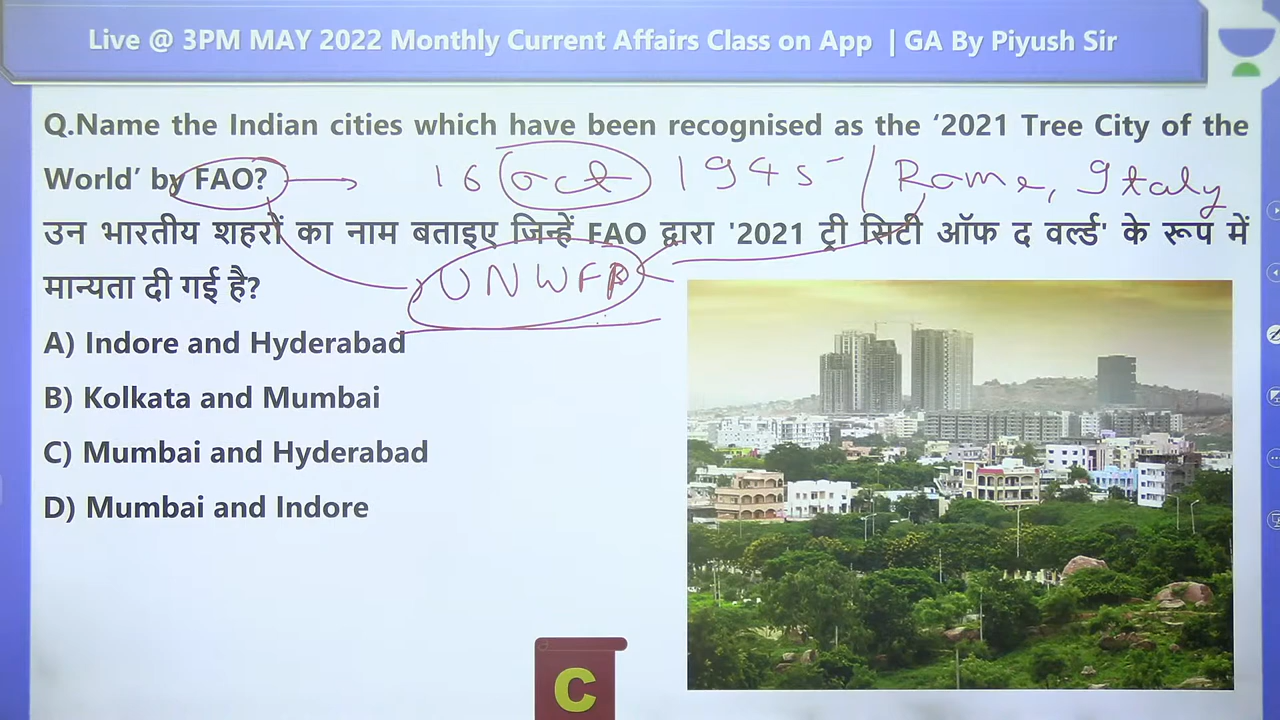 Live @ 3PM MAY 2022 Monthly Current Affairs Class on App | GA By Piyush Sir
Q.Name the Indian cities which have been recognised as the ‘2021 Tree City of the
World’ by FAO?
16 Oct 1945 / Rome, Italy
उन भारतीय शहरों का नाम बताइए जिन्हें FAO द्वारा '2021 ट्री सिटी ऑफ द वर्ल्ड' के रूप में
मान्यता दी गई है?
UNWFP
A) Indore and Hyderabad
B) Kolkata and Mumbai
C) Mumbai and Hyderabad
D) Mumbai and Indore
C